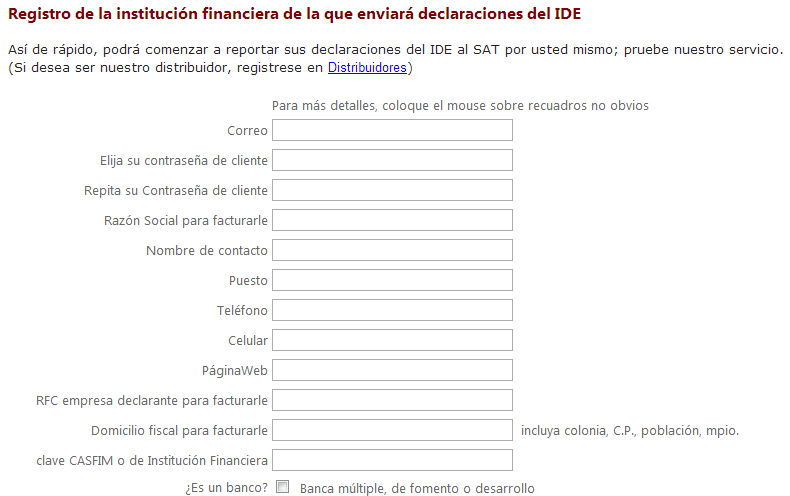 Registro de la institución financiera de la que enviará declaraciones del IDE
Así de rápido, podrá comenzar a reportar sus declaraciones del IDE al SAT por usted mismo; pruebe nuestro servicio.
(Si desea ser nuestro distribuidor, registrese en Distribuidores)
Para más detalles, coloque el mouse sobre recuadros no obvios
Correo
Elija su contraseña de cliente
Repita su Contraseña de cliente
Razón Social para facturarle
Nombre de contacto
Puesto
Teléfono
Celular
PáginaWeb
RFC empresa declarante para facturarle
Domicilio fiscal para facturarle incluya colonia, C.P., población, mpio.
clave CASFIM o de Institución Financiera
¿Es un banco? Banca múltiple, de fomento o desarrollo